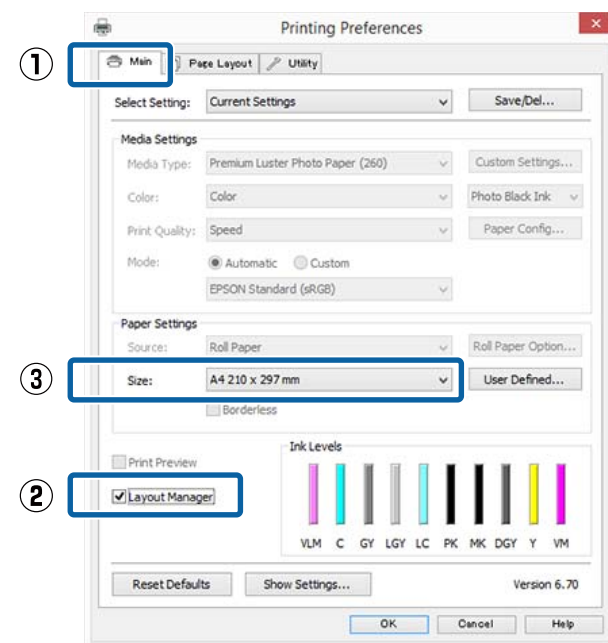 Printing Preferences
1
Main Page Layout Utility
Select Setting: Current Settings Save/Del...
Media Settings
Media Type: Premium Luster Photo Paper (260) Custom Settings...
Color: Color Photo Black Ink
Print Quality: Speed Paper Config...
Mode: Automatic Custom
EPSON Standard (sRGB)
Paper Settings
Source: Roll Paper Roll Paper Option...
3 Size: A4 210 x 297 mm User Defined...
Borderless
Ink Levels
Print Preview
2 Layout Manager
VLM C GY LGY LC PK MK DGY Y VM
Reset Defaults Show Settings... Version 6.70
OK Cancel Help